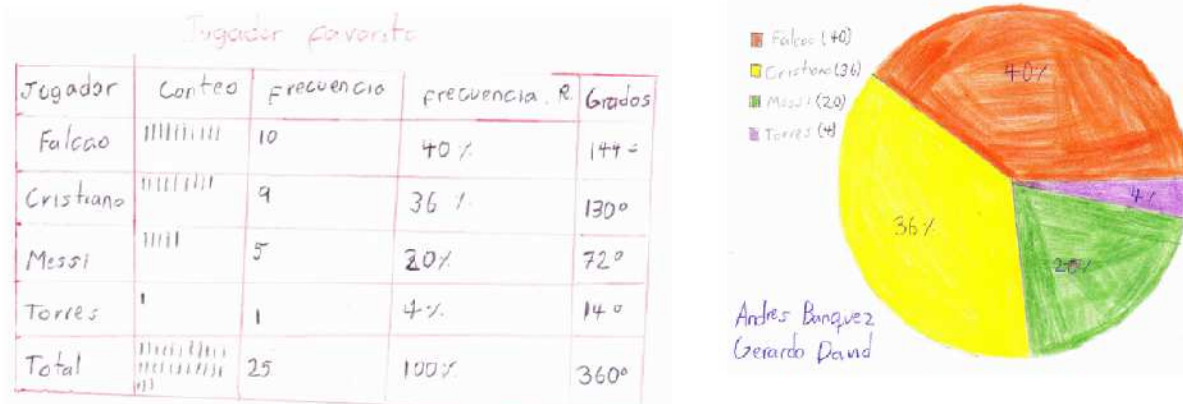 Jugador favorito
Jugador Conteo Frecuencia frecuencia. R. Grados
Falcao |||||||||| 10 40 % 144°
Cristiano ||||||||| 9 36 % 130°
Messi ||||| 5 20% 72°
Torres | 1 4% 14°
Total 25 100% 360°
Falcao (40)
Cristiano (36)
Messi (20)
Torres (4)
40%
4%
36%
20%
Andres Banquez
Gerardo David